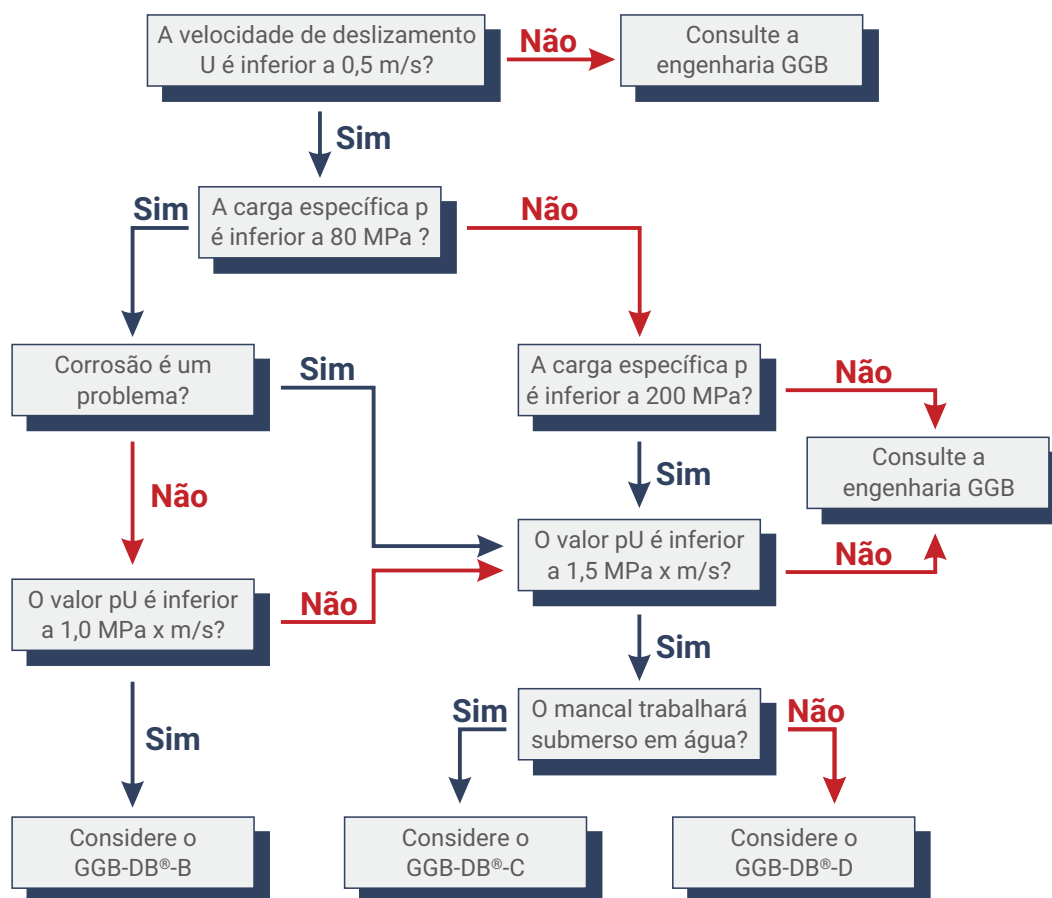 A velocidade de deslizamento
U é inferior a 0,5 m/s?
Não
Consulte a
engenharia GGB
Sim
A carga específica p
é inferior a 80 MPa ?
Sim
Não
Corrosão é um
problema?
Sim
A carga específica p
é inferior a 200 MPa?
Não
Consulte a
engenharia GGB
Não
Sim
O valor pU é inferior
a 1,5 MPa x m/s?
Não
O valor pU é inferior
a 1,0 MPa x m/s?
Não
Sim
O mancal trabalhará
submerso em água?
Sim
Não
Sim
Considere o
GGB-DB®-B
Considere o
GGB-DB®-C
Considere o
GGB-DB®-D